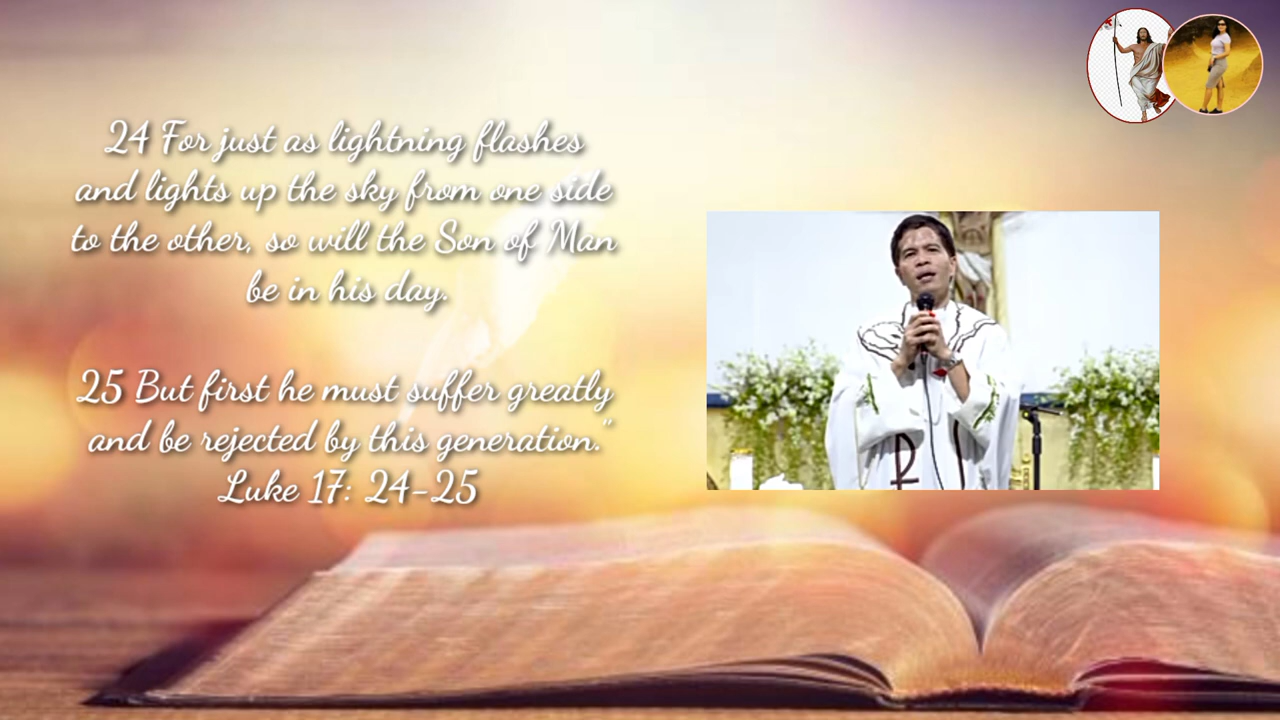 24 For just as lightning flashes
and lights up the sky from one side
to the other, so will the Son of Man
be in his day.
25 But first he must suffer greatly
and be rejected by this generation."
Luke 17: 24-25